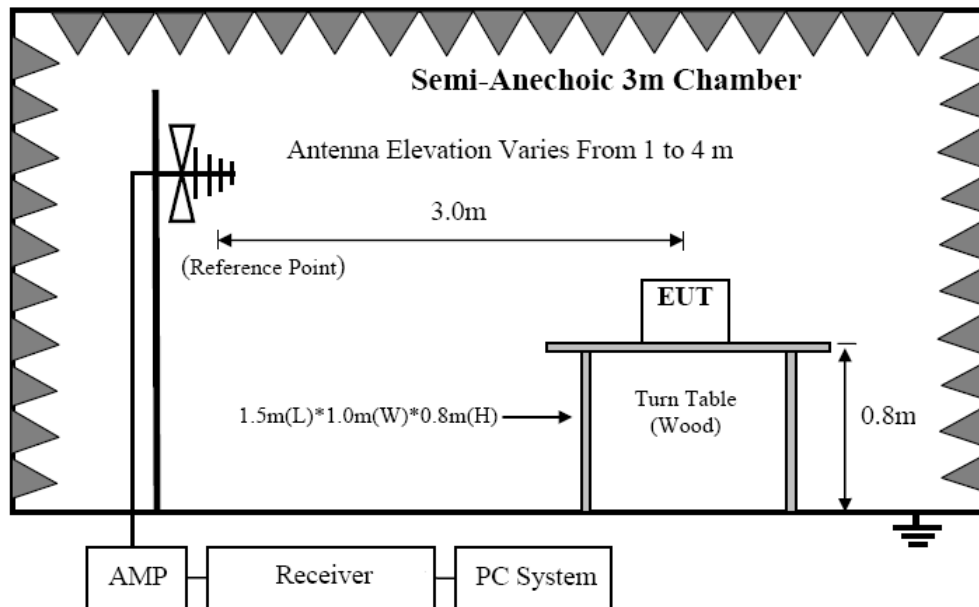 Semi-Anechoic 3m Chamber
Antenna Elevation Varies From 1 to 4 m
3.0m
(Reference Point)
EUT
1.5m(L)*1.0m(W)*0.8m(H)
Turn Table
(Wood)
0.8m
AMP
Receiver
PC System